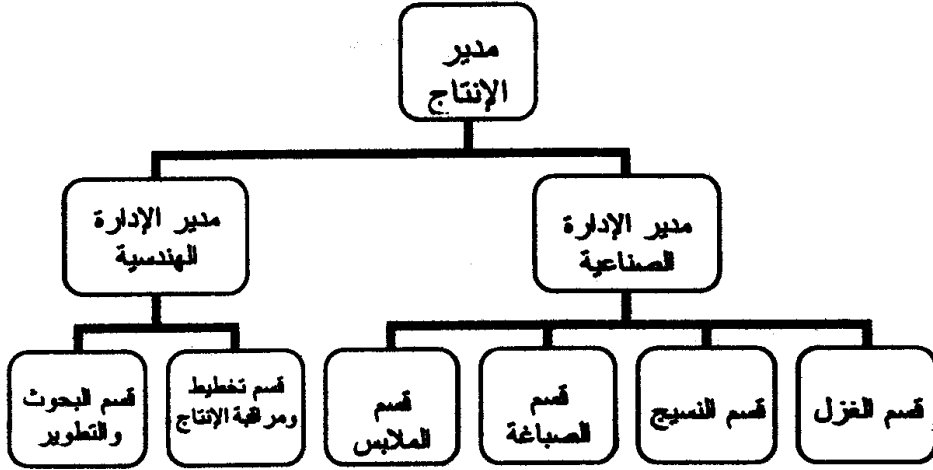 مدير
الإنتاج
مدير الإدارة
الصناعية
مدير الإدارة
الهندسية
قسم الغزل
قسم النسيج
قسم
الصباغة
قسم
الملابس
قسم تخطيط
ومراقبة الإنتاج
قسم البحوث
والتطوير